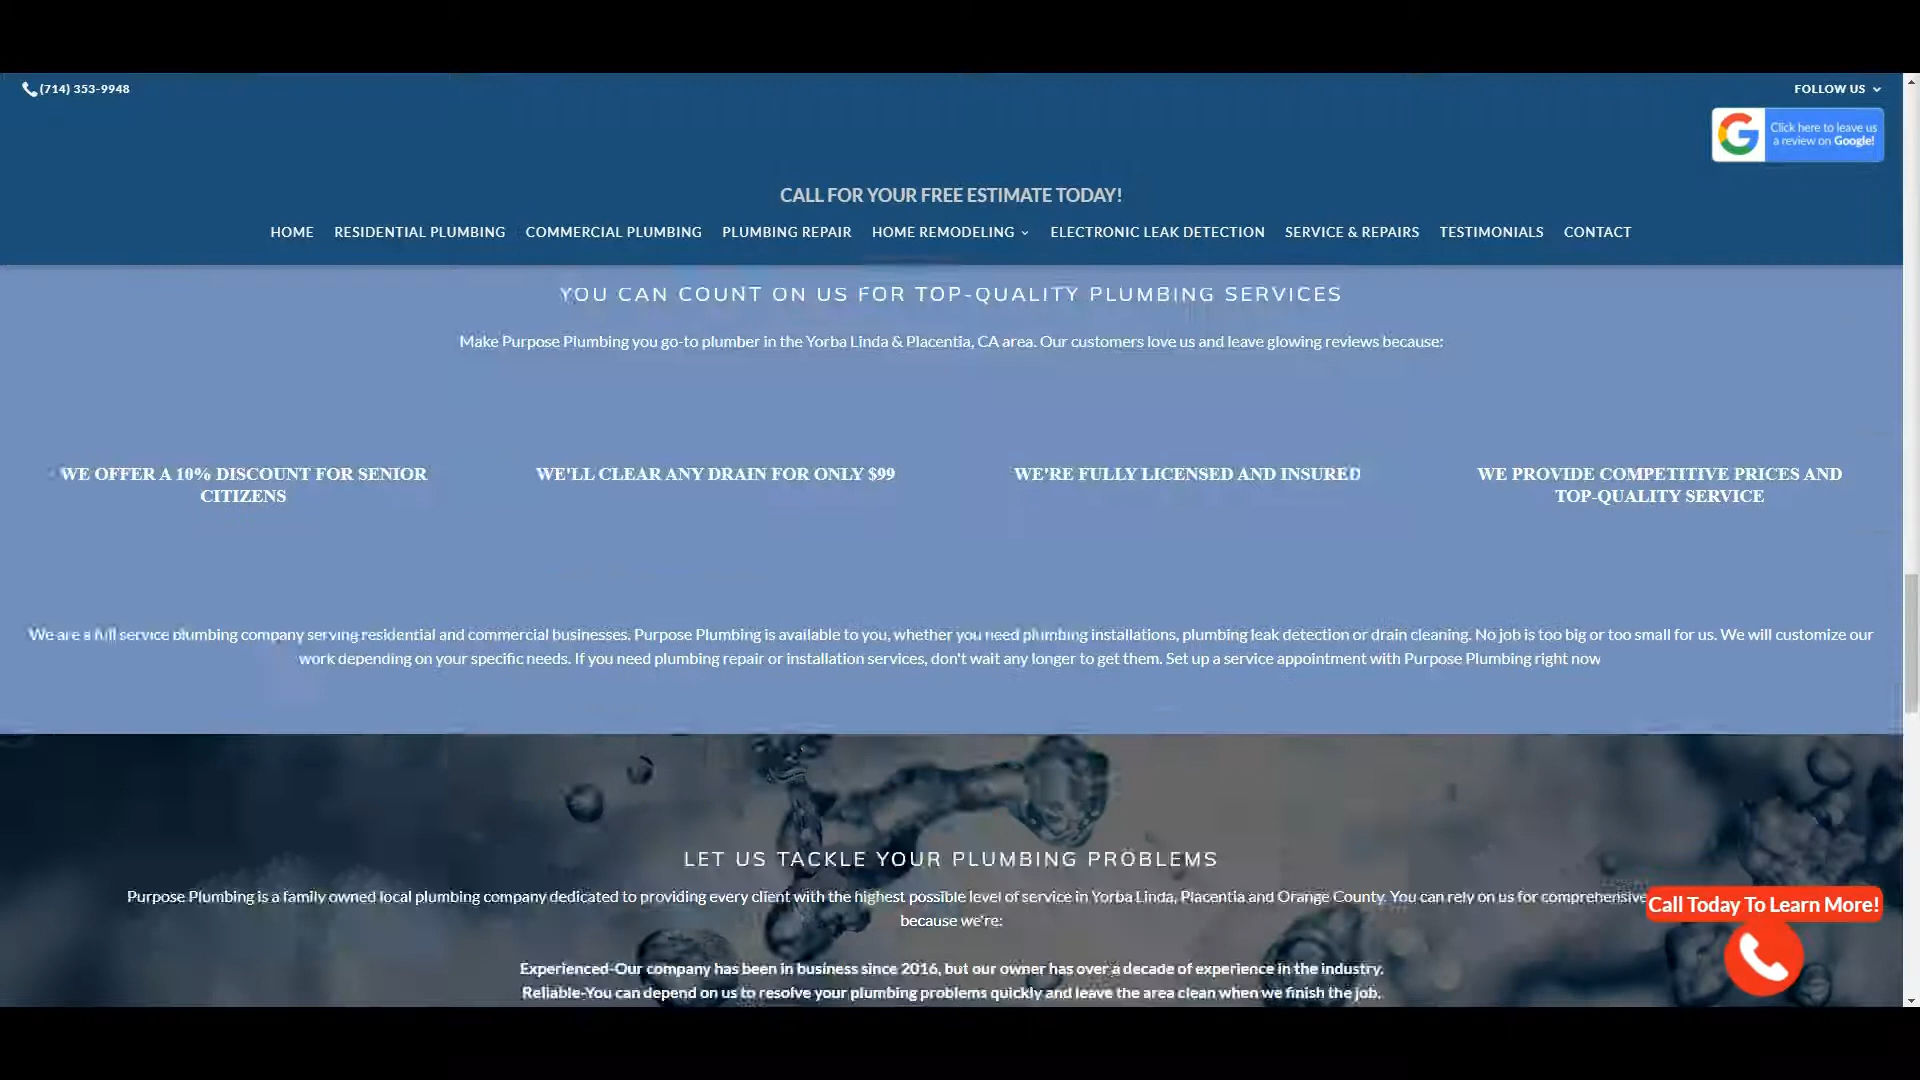 (714) 353-9948
FOLLOW US
Click here to leave us
a review on Google!
CALL FOR YOUR FREE ESTIMATE TODAY!
HOME RESIDENTIAL PLUMBING COMMERCIAL PLUMBING PLUMBING REPAIR HOME REMODELING ELECTRONIC LEAK DETECTION SERVICE & REPAIRS TESTIMONIALS CONTACT
YOU CAN COUNT ON US FOR TOP-QUALITY PLUMBING SERVICES
Make Purpose Plumbing you go-to plumber in the Yorba Linda & Placentia, CA area. Our customers love us and leave glowing reviews because:
WE OFFER A 10% DISCOUNT FOR SENIOR
CITIZENS
WE'LL CLEAR ANY DRAIN FOR ONLY $99
WE'RE FULLY LICENSED AND INSURED
WE PROVIDE COMPETITIVE PRICES AND
TOP-QUALITY SERVICE
We are a full service plumbing company serving residential and commercial businesses. Purpose Plumbing is available to you, whether you need plumbing installations, plumbing leak detection or drain cleaning. No job is too big or too small for us. We will customize our
work depending on your specific needs. If you need plumbing repair or installation services, don't wait any longer to get them. Set up a service appointment with Purpose Plumbing right now
LET US TACKLE YOUR PLUMBING PROBLEMS
Purpose Plumbing is a family owned local plumbing company dedicated to providing every client with the highest possible level of service in Yorba Linda, Placentia and Orange County. You can rely on us for comprehensive
because we're:
Experienced-Our company has been in business since 2016, but our owner has over a decade of experience in the industry.
Reliable-You can depend on us to resolve your plumbing problems quickly and leave the area clean when we finish the job.
Call Today To Learn More!